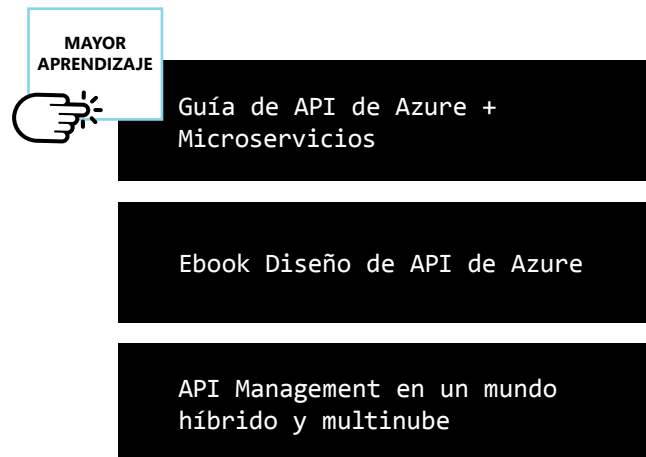 MAYOR
APRENDIZAJE
Guía de API de Azure +
Microservicios
Ebook Diseño de API de Azure
API Management en un mundo
híbrido y multinube